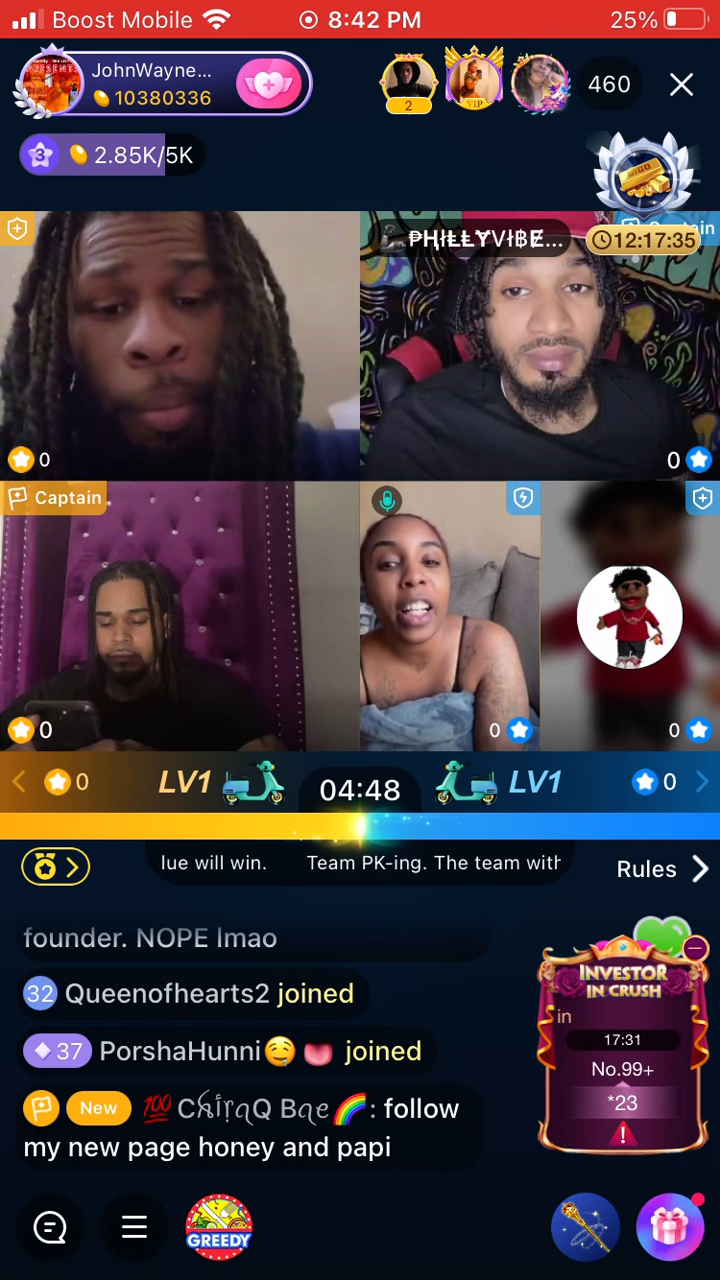 Boost Mobile
8:42 PM
25%
JohnWayne...
10380336
2
VIP
460
3
2.85K/5K
₱ⱧłⱠⱠɎVł฿Ɇ...
12:17:35
0
0
Captain
0
0
0
0
LV1
04:48
LV1
0
lue will win. Team PK-ing. The team with
Rules
founder. NOPE lmao
32 Queenofhearts2 joined
37 PorshaHunni🤤👅 joined
New 💯 ChiraQ Bae🌈: follow
my new page honey and papi
INVESTOR
IN CRUSH
in
17:31
No.99+
*23
!
GREEDY